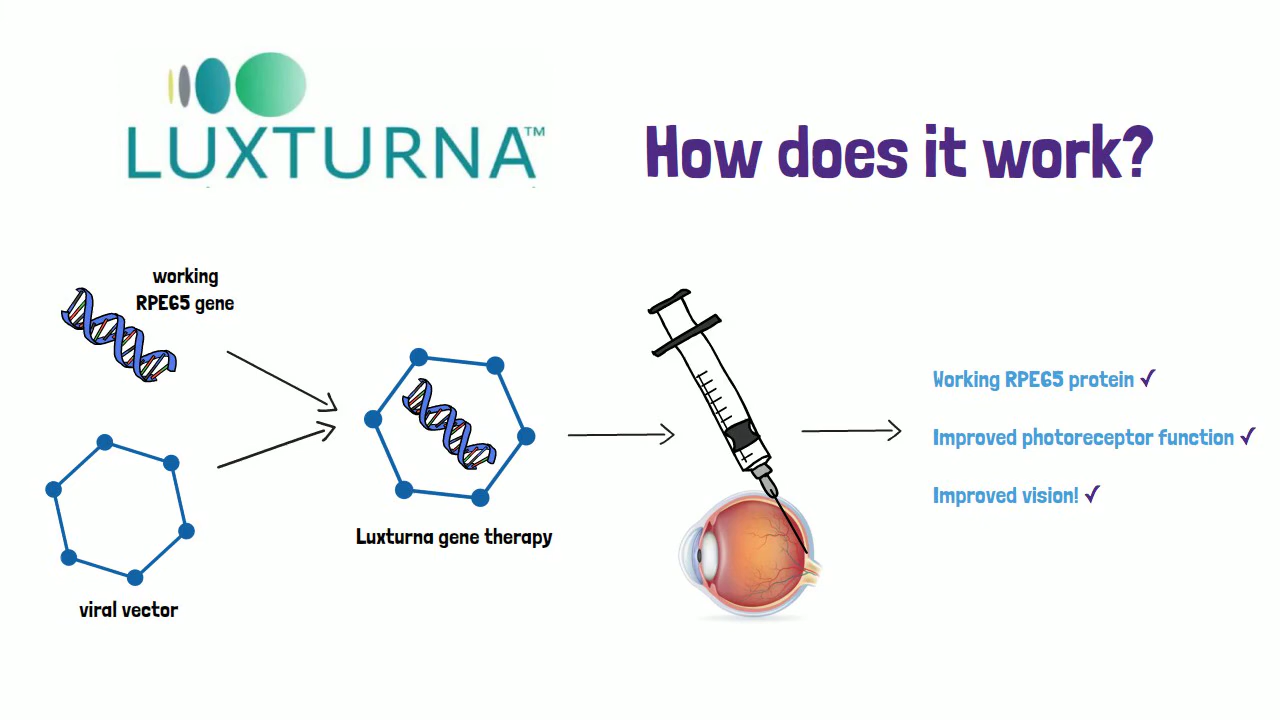 LUXTURNA™
How does it work?
working
RPE65 gene
viral vector
Luxturna gene therapy
Working RPE65 protein ✓
Improved photoreceptor function ✓
Improved vision! ✓